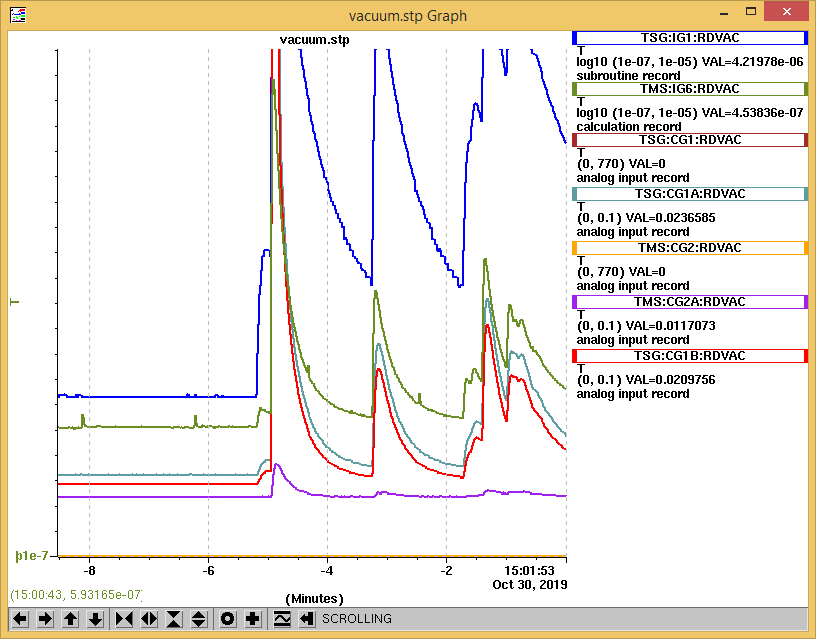 vacuum.stp Graph
vacuum.stp
TSG:IG1:RDVAC
T
log10 (1e-07, 1e-05) VAL=4.21978e-06
subroutine record
TMS:IG6:RDVAC
T
log10 (1e-07, 1e-05) VAL=4.53836e-07
calculation record
TSG:CG1:RDVAC
T
(0, 770) VAL=0
analog input record
TSG:CG1A:RDVAC
T
(0, 0.1) VAL=0.0236585
analog input record
TMS:CG2:RDVAC
T
(0, 770) VAL=0
analog input record
TMS:CG2A:RDVAC
T
(0, 0.1) VAL=0.0117073
analog input record
TSG:CG1B:RDVAC
T
(0, 0.1) VAL=0.0209756
analog input record
T
1e-7
-8
-6
-4
-2
15:01:53
Oct 30, 2019
(15:00:43, 5.93165e-07)
(Minutes)
SCROLLING